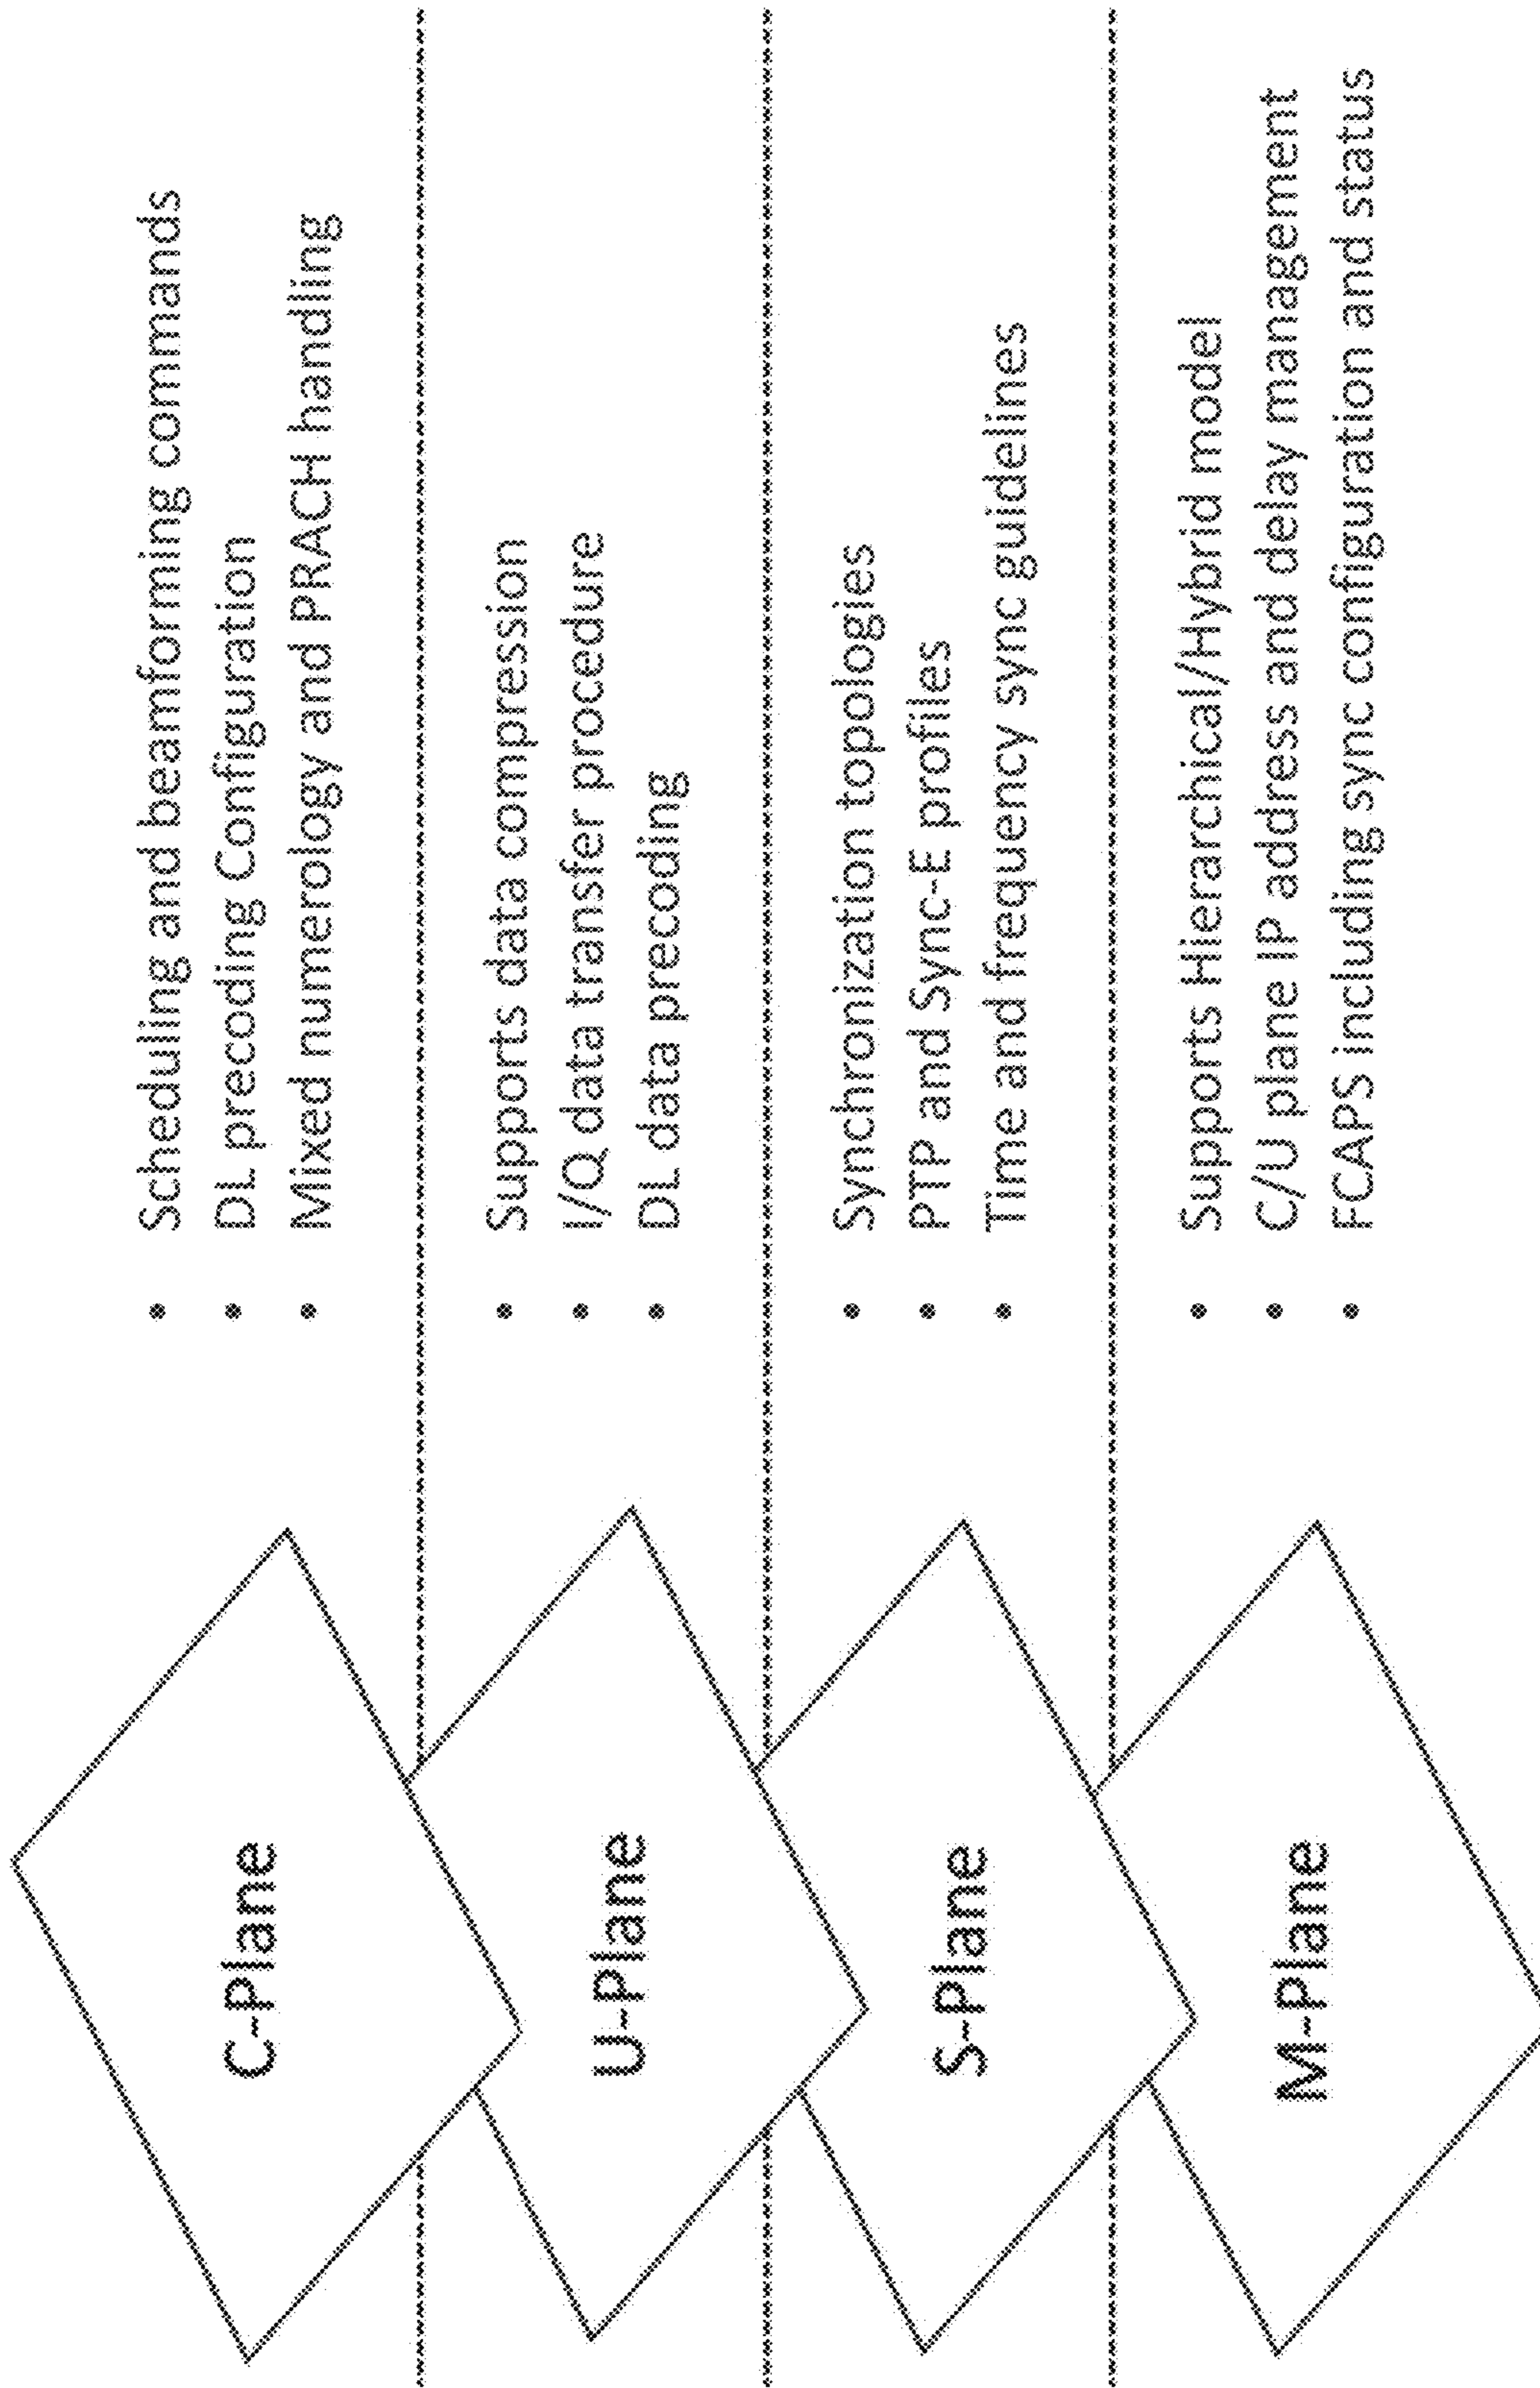 C-Plane
• Scheduling and beamforming commands
• DL precoding Configuration
• Mixed numerology and PRACH handling
U-Plane
• Supports data compression
• I/Q data transfer procedure
• DL data precoding
S-Plane
• Synchronization topologies
• PTP and Sync-E profiles
• Time and frequency sync guidelines
M-Plane
• Supports Hierarchical/Hybrid model
• C/U plane IP address and delay management
• FCAPS including sync configuration and status